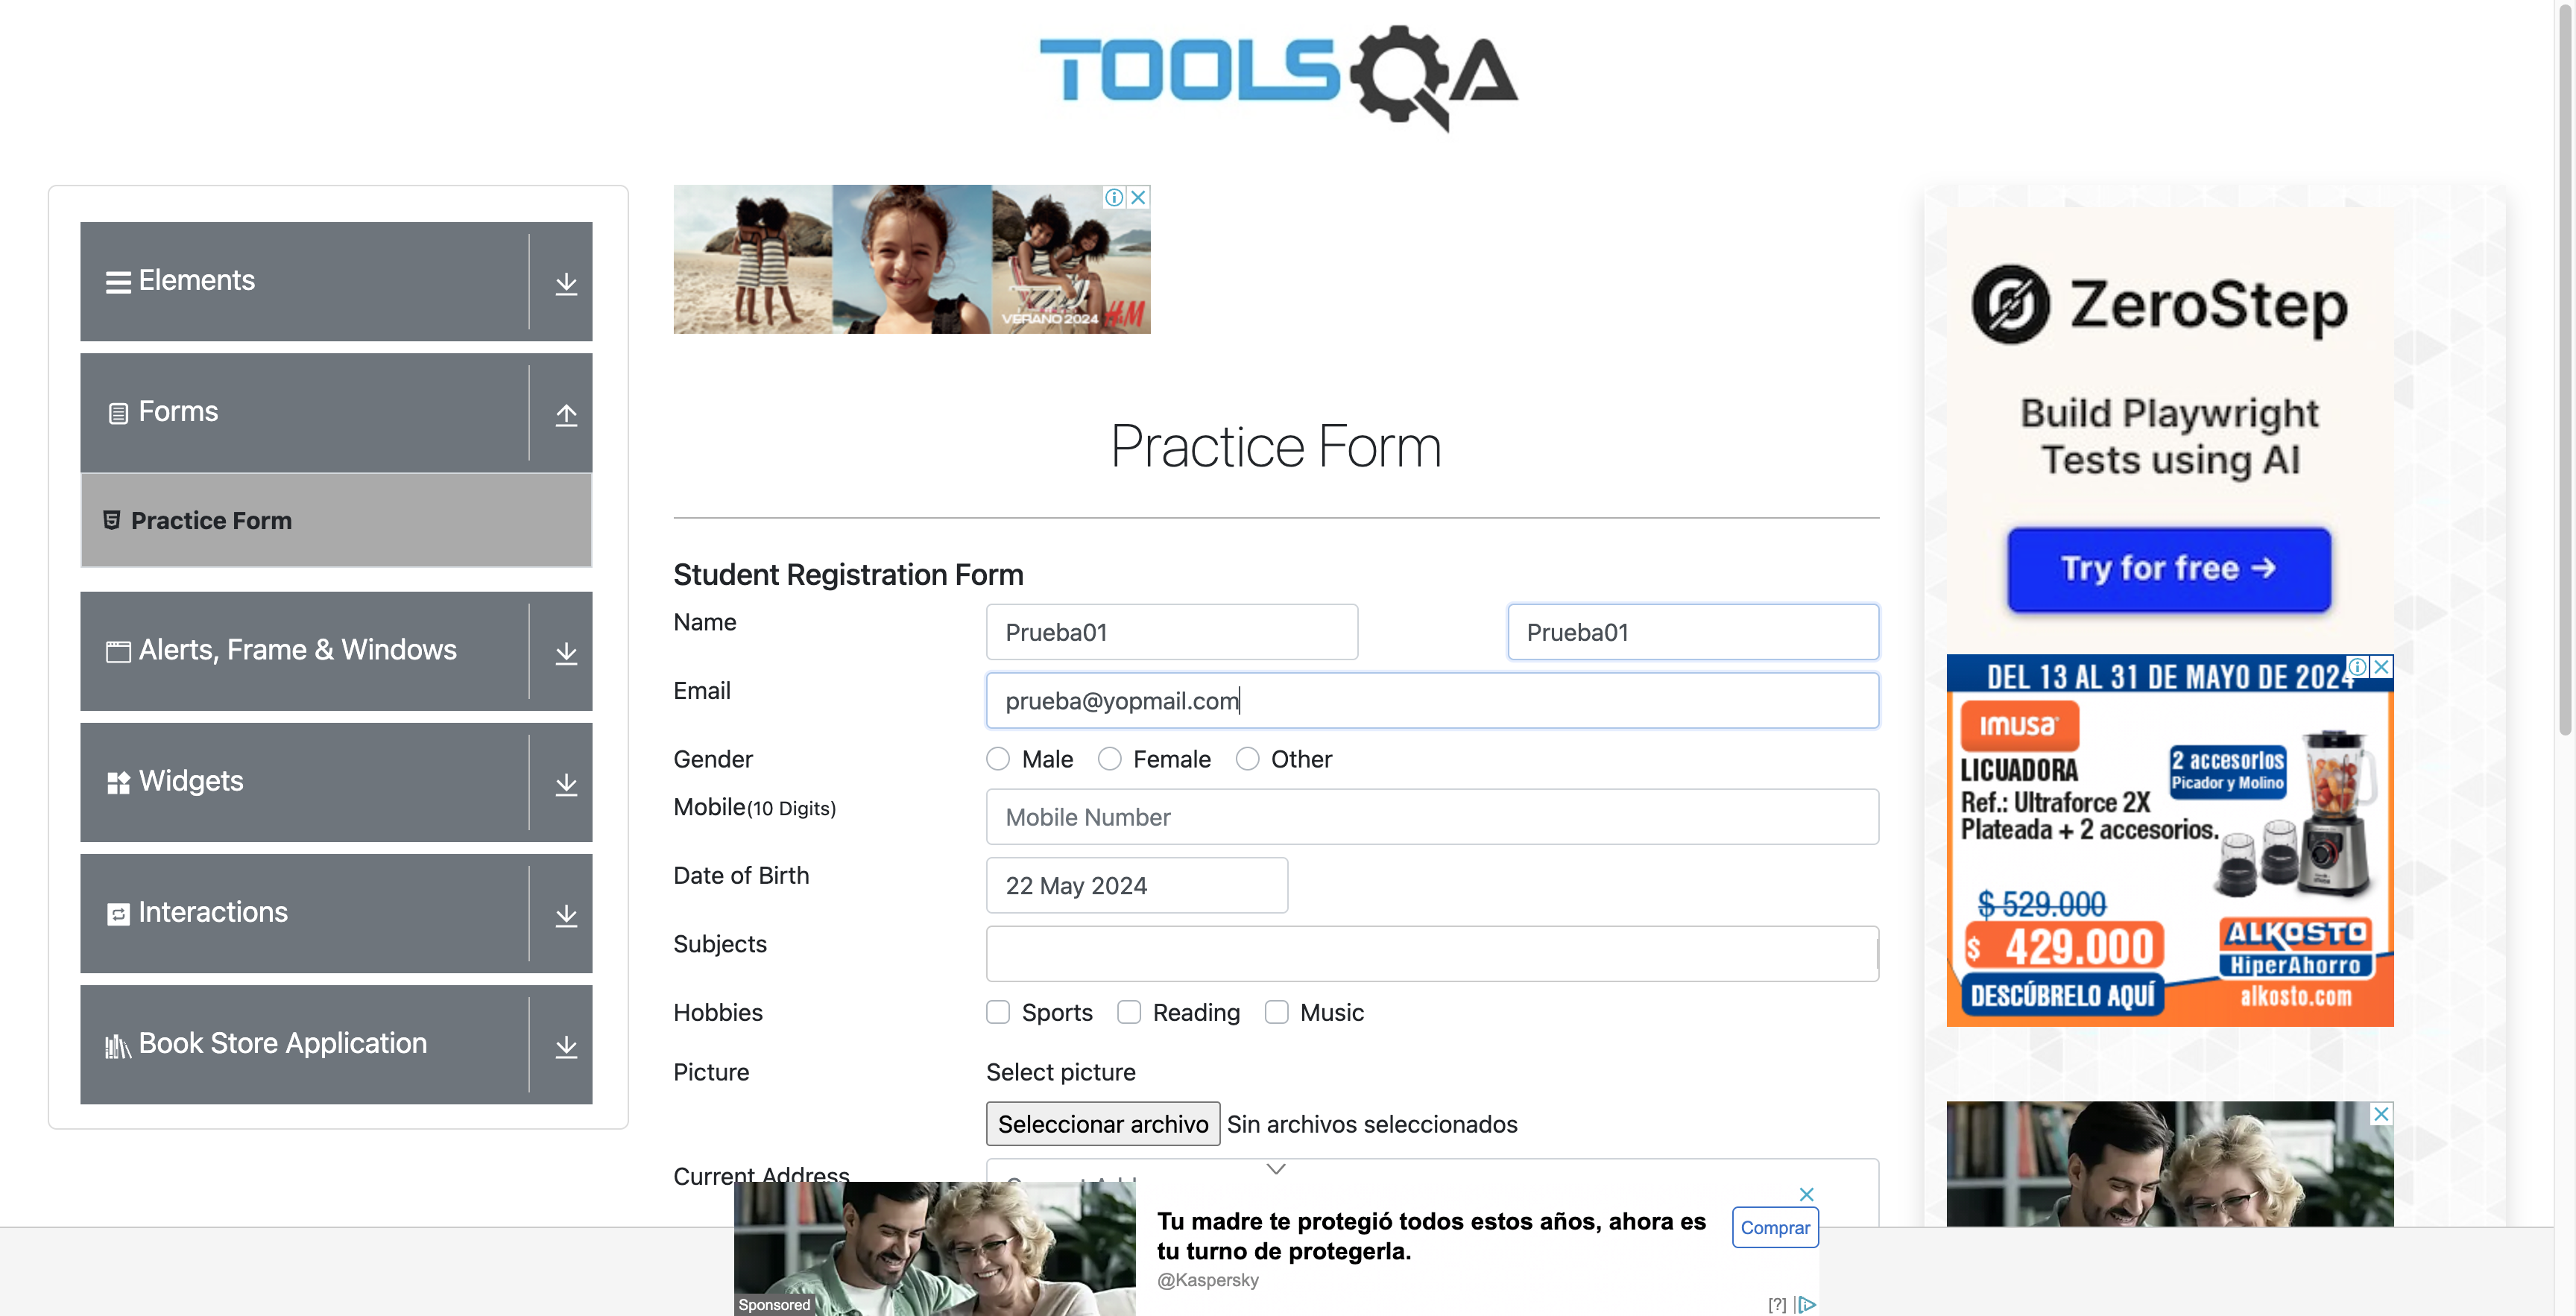 TOOLSQA
Elements
Forms
Practice Form
Alerts, Frame & Windows
Widgets
Interactions
Book Store Application
VERANO 2024 H&M
Practice Form
Student Registration Form
Name
Prueba01
Prueba01
Email
prueba@yopmail.com
Gender
Male
Female
Other
Mobile(10 Digits)
Mobile Number
Date of Birth
22 May 2024
Subjects
Hobbies
Sports
Reading
Music
Picture
Select picture
Seleccionar archivo
Sin archivos seleccionados
Current Address
ZeroStep
Build Playwright
Tests using AI
Try for free →
DEL 13 AL 31 DE MAYO DE 2024
IMUSA
LICUADORA
Ref.: Ultraforce 2X
Plateada + 2 accesorios.
2 accesorios
Picador y Molino
$ 529.000
$ 429.000
DESCÚBRELO AQUÍ
ALKOSTO
HiperAhorro
alkosto.com
Tu madre te protegió todos estos años, ahora es
tu turno de protegerla.
@Kaspersky
Comprar
Sponsored
[?]